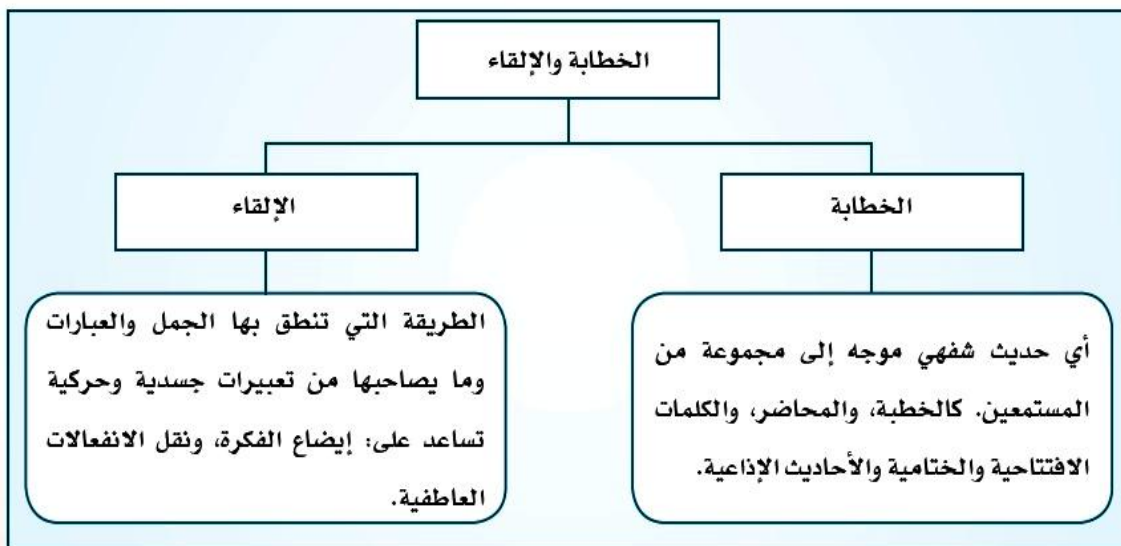 الخطابة والإلقاء
الخطابة
أي حديث شفهي موجه إلى مجموعة من
المستمعين. كالخطبة، والمحاضر، والكلمات
الافتتاحية والختامية والأحاديث الإذاعية.
الإلقاء
الطريقة التي تنطق بها الجمل والعبارات
وما يصاحبها من تعبيرات جسدية وحركية
تساعد على: إيضاع الفكرة، ونقل الانفعالات
العاطفية.